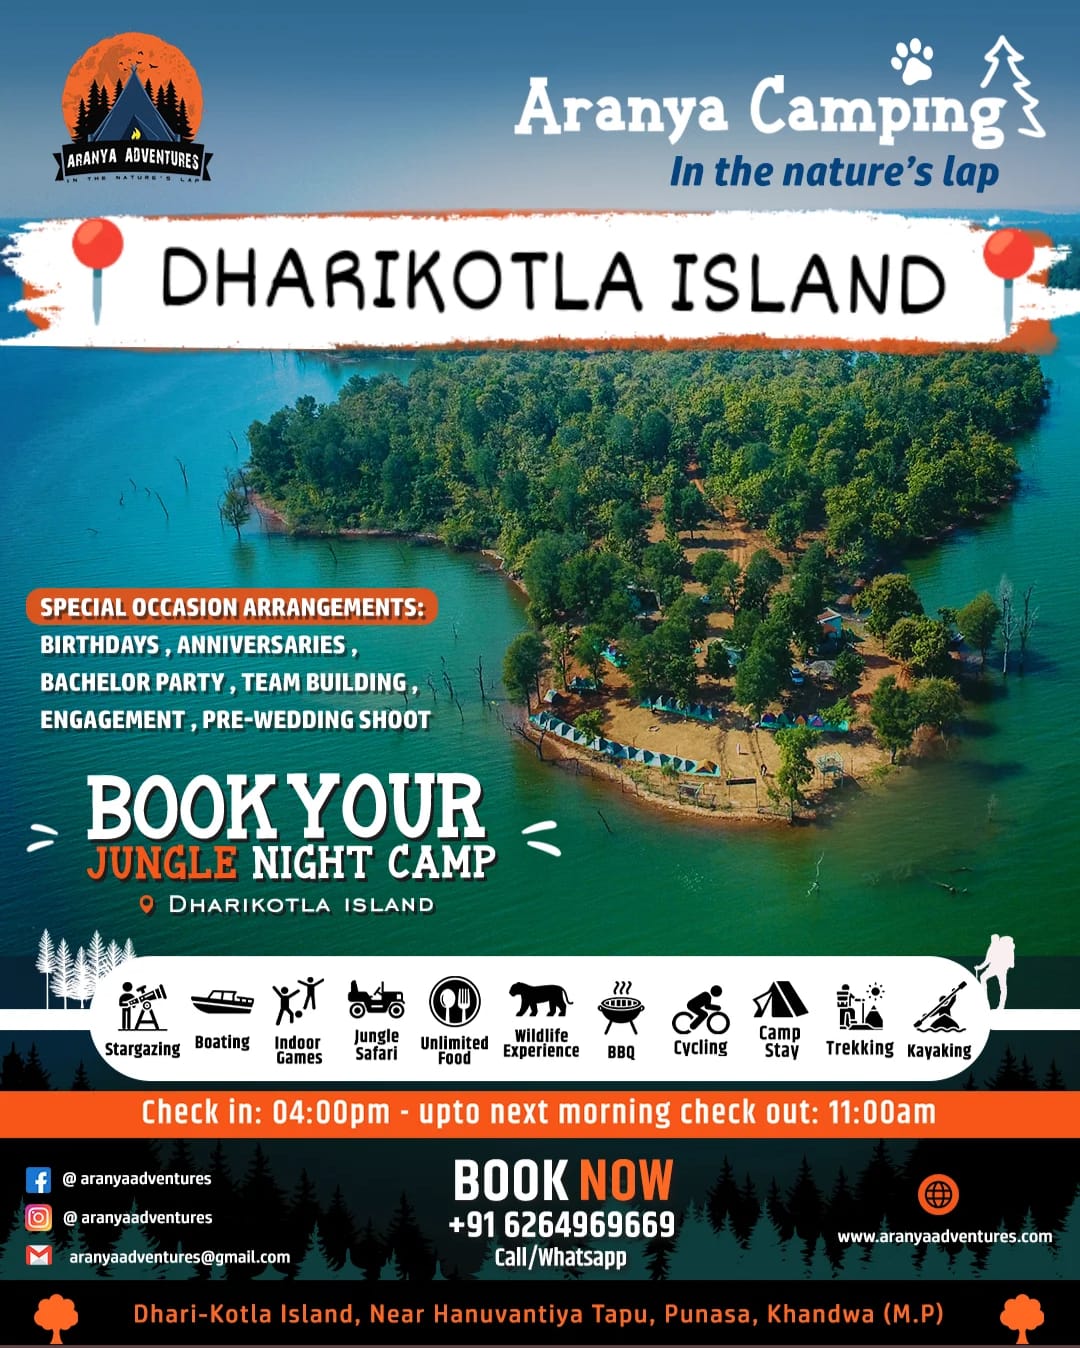 ARANYA ADVENTURES
IN THE NATURE'S LAP
Aranya Camping
In the nature's lap
DHARIKOTLA ISLAND
SPECIAL OCCASION ARRANGEMENTS:
BIRTHDAYS , ANNIVERSARIES ,
BACHELOR PARTY , TEAM BUILDING ,
ENGAGEMENT , PRE-WEDDING SHOOT
BOOK YOUR
JUNGLE NIGHT CAMP
DHARIKOTLA ISLAND
Stargazing
Boating
Indoor
Games
Jungle
Safari
Unlimited
Food
Wildlife
Experience
BBQ
Cycling
Camp
Stay
Trekking
Kayaking
Check in: 04:00pm - upto next morning check out: 11:00am
@ aranyaadventures
@ aranyaadventures
aranyaadventures@gmail.com
BOOK NOW
+91 6264969669
Call/Whatsapp
www.aranyaadventures.com
Dhari-Kotla Island, Near Hanuvantiya Tapu, Punasa, Khandwa (M.P)